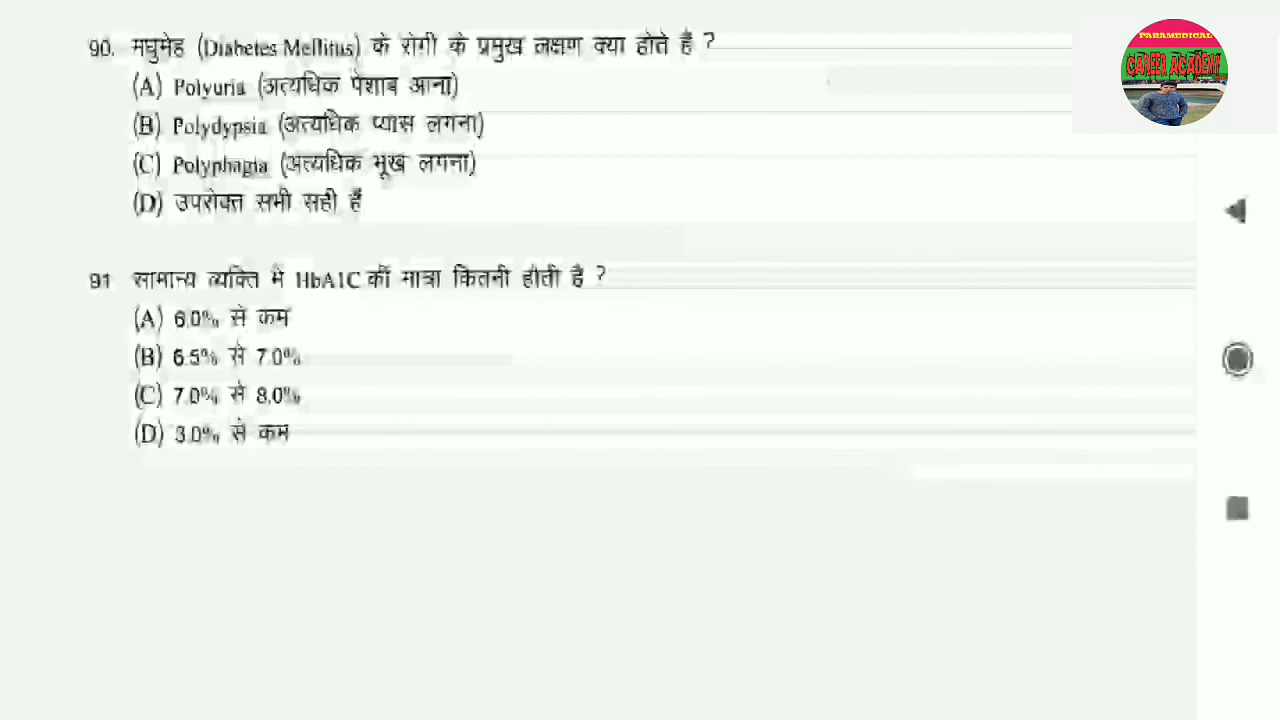 PARAMEDICAL
CAREER ACADEMY
90. मधुमेह (Diabetes Mellitus) के रोगी के प्रमुख लक्षण क्या होते हैं ?
(A) Polyuria (अत्यधिक पेशाब आना)
(B) Polydypsia (अत्यधिक प्यास लगना)
(C) Polyphagia (अत्यधिक भूख लगना)
(D) उपरोक्त सभी सही हैं
91 सामान्य व्यक्ति में HbA1C की मात्रा कितनी होती है ?
(A) 6.0% से कम
(B) 6.5% से 7.0%
(C) 7.0% से 8.0%
(D) 3.0% से कम